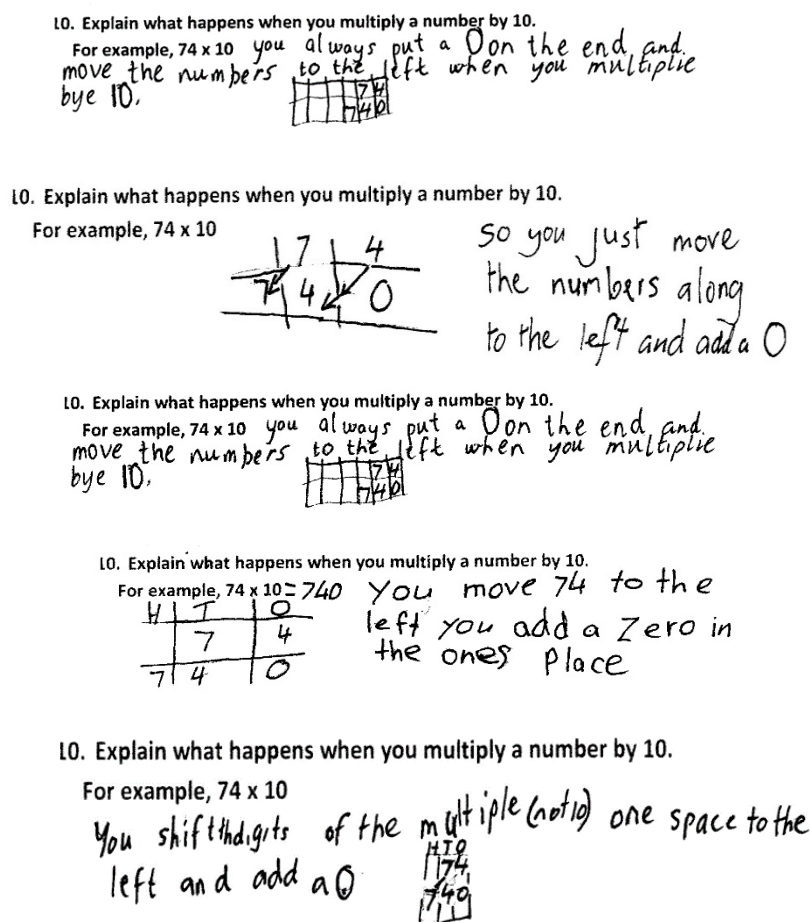 10. Explain what happens when you multiply a number by 10.
For example, 74 x 10 you always put a 0 on the end and.
move the numbers to the left when you multiplie
bye 10.
74
740
10. Explain what happens when you multiply a number by 10.
For example, 74 x 10
7 4
7 4 0
So you just move
the numbers along
to the left and add a 0
10. Explain what happens when you multiply a number by 10.
For example, 74 x 10 you always put a 0 on the end and.
move the numbers to the left when you multiplie
bye 10.
74
740
10. Explain what happens when you multiply a number by 10.
For example, 74 x 10 = 740 You move 74 to the
left you add a Zero in
the ones Place
H T O
7 4
7 4 0
10. Explain what happens when you multiply a number by 10.
For example, 74 x 10
You shift thdigits of the multiple (not 10) one space to the
left and add a 0
HTO
74
740